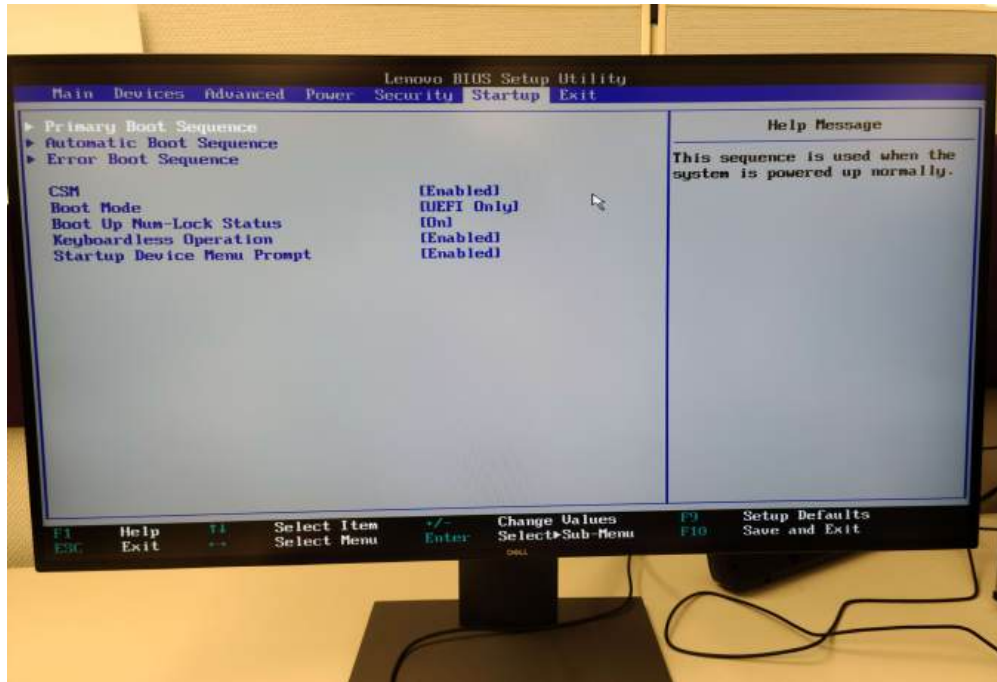 Lenovo BIOS Setup Utility
Main Devices Advanced Power Security Startup Exit
Primary Boot Sequence
Automatic Boot Sequence
Error Boot Sequence
CSM [Enabled]
Boot Mode [UEFI Only]
Boot Up Num-Lock Status [On]
Keyboardless Operation [Enabled]
Startup Device Menu Prompt [Enabled]
Help Message
This sequence is used when the
system is powered up normally.
F1 Help ↑↓ Select Item +/- Change Values F9 Setup Defaults
ESC Exit ←→ Select Menu Enter Select▶Sub-Menu F10 Save and Exit
DELL